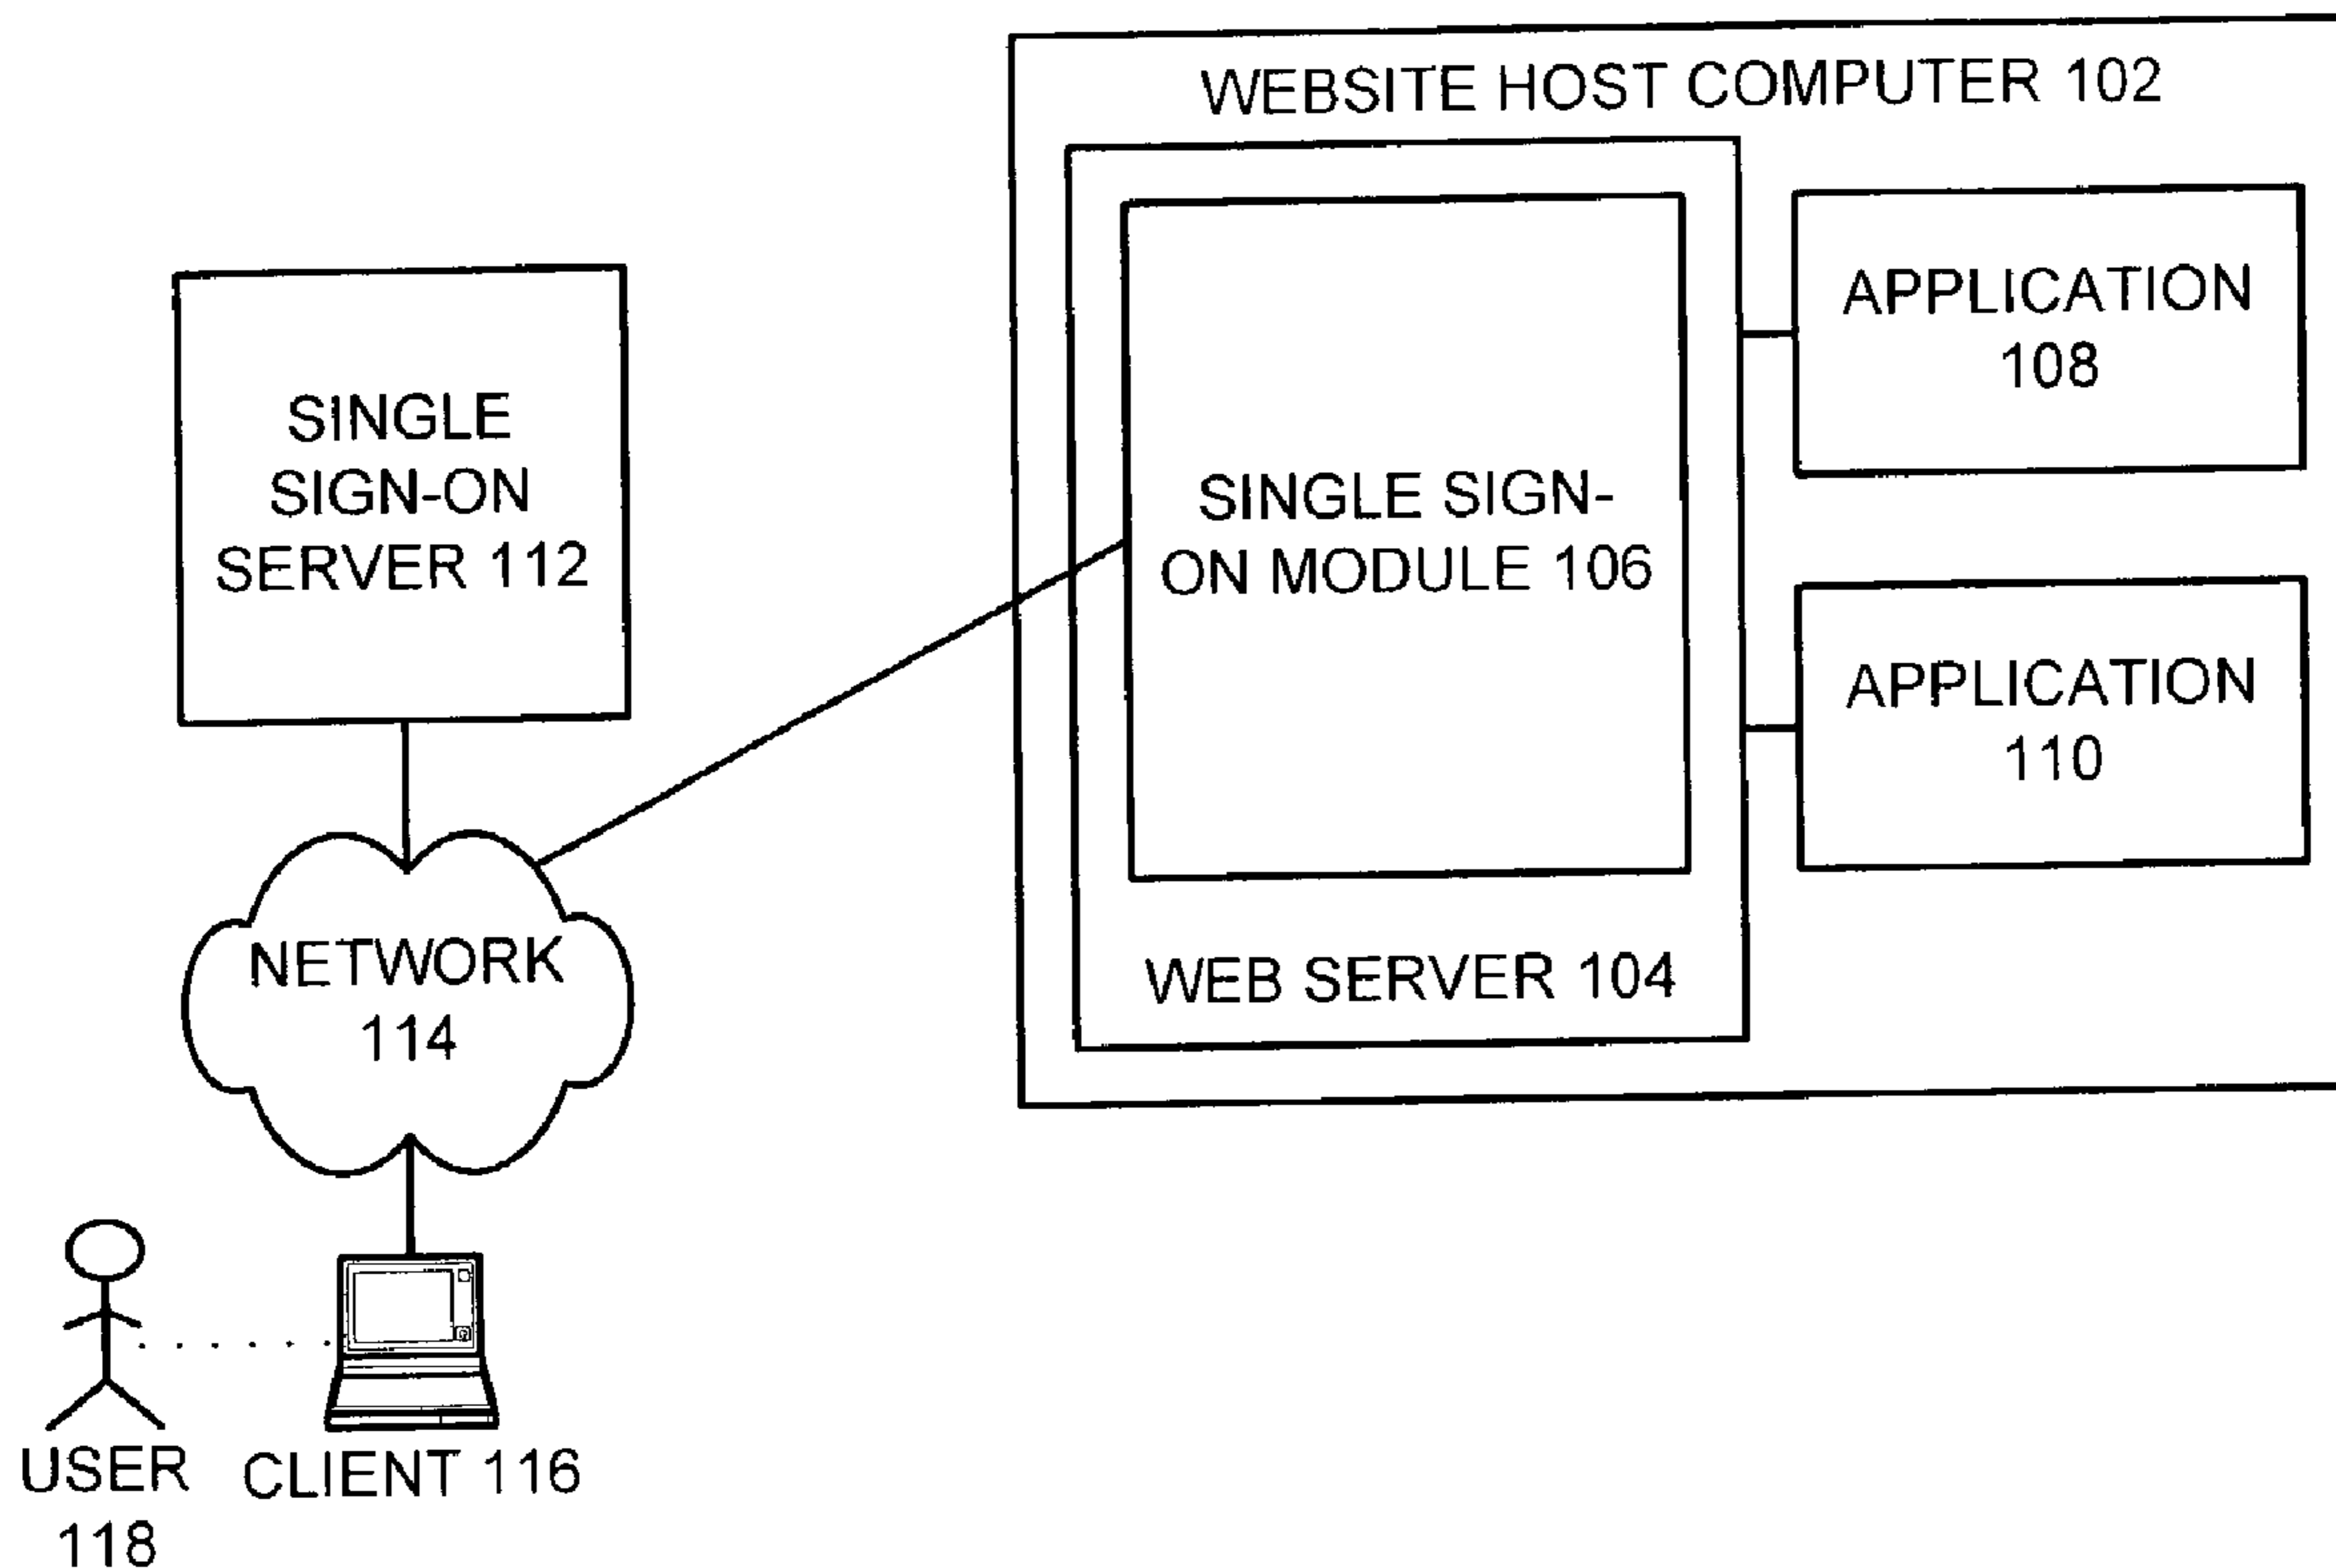 WEBSITE HOST COMPUTER 102
SINGLE
SIGN-ON
SERVER 112
SINGLE SIGN-
ON MODULE 106
APPLICATION
108
APPLICATION
110
WEB SERVER 104
NETWORK
114
USER
118
CLIENT 116